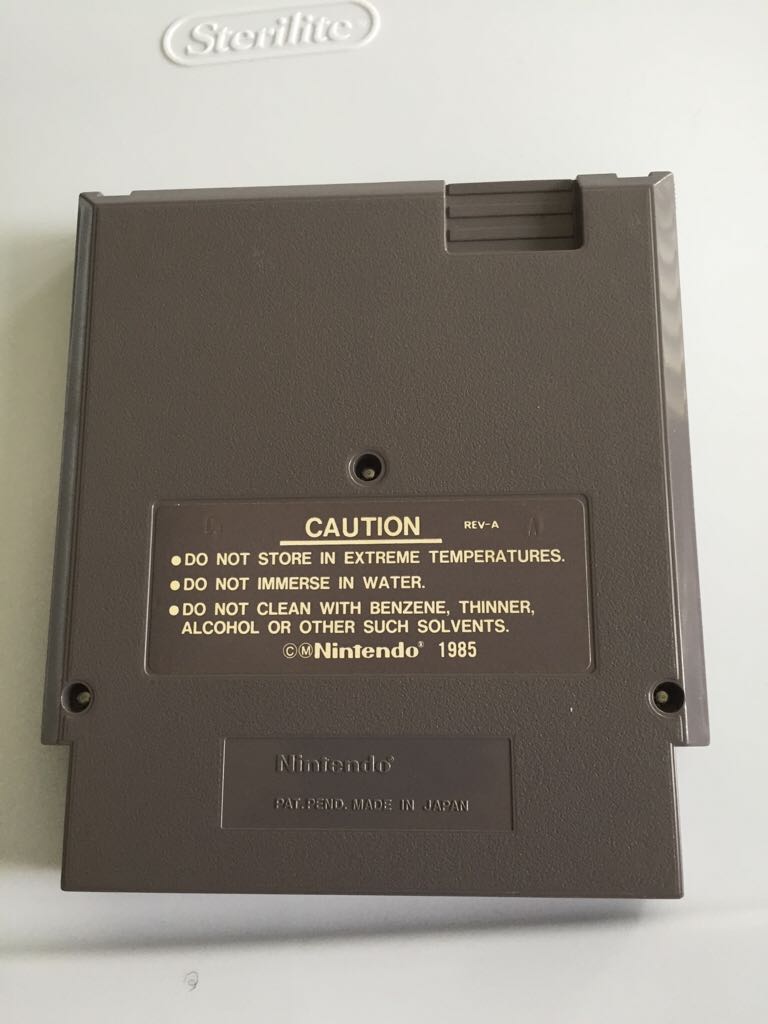 Sterilite
CAUTION REV-A
● DO NOT STORE IN EXTREME TEMPERATURES.
● DO NOT IMMERSE IN WATER.
● DO NOT CLEAN WITH BENZENE, THINNER,
ALCOHOL OR OTHER SUCH SOLVENTS.
©ⓂNintendo® 1985
Nintendo®
PAT. PEND. MADE IN JAPAN